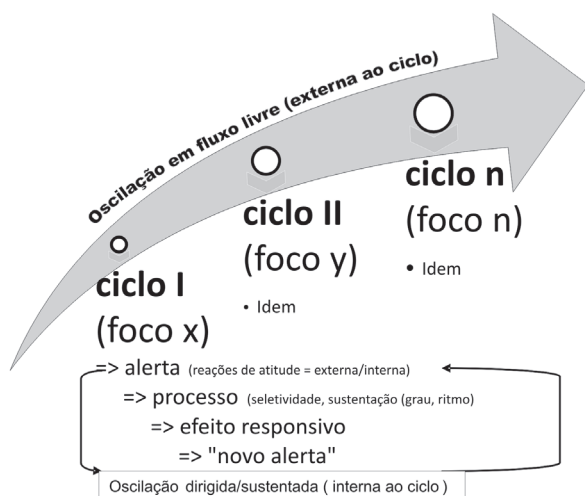 Oscilação em fluxo livre (externa ao ciclo)
ciclo n
(foco n)
• Idem
ciclo II
(foco y)
• Idem
ciclo I
(foco x)
=> alerta (reações de atitude = externa/interna)
=> processo (seletividade, sustentação (grau, ritmo)
=> efeito responsivo
=> "novo alerta"
Oscilação dirigida/sustentada ( interna ao ciclo )